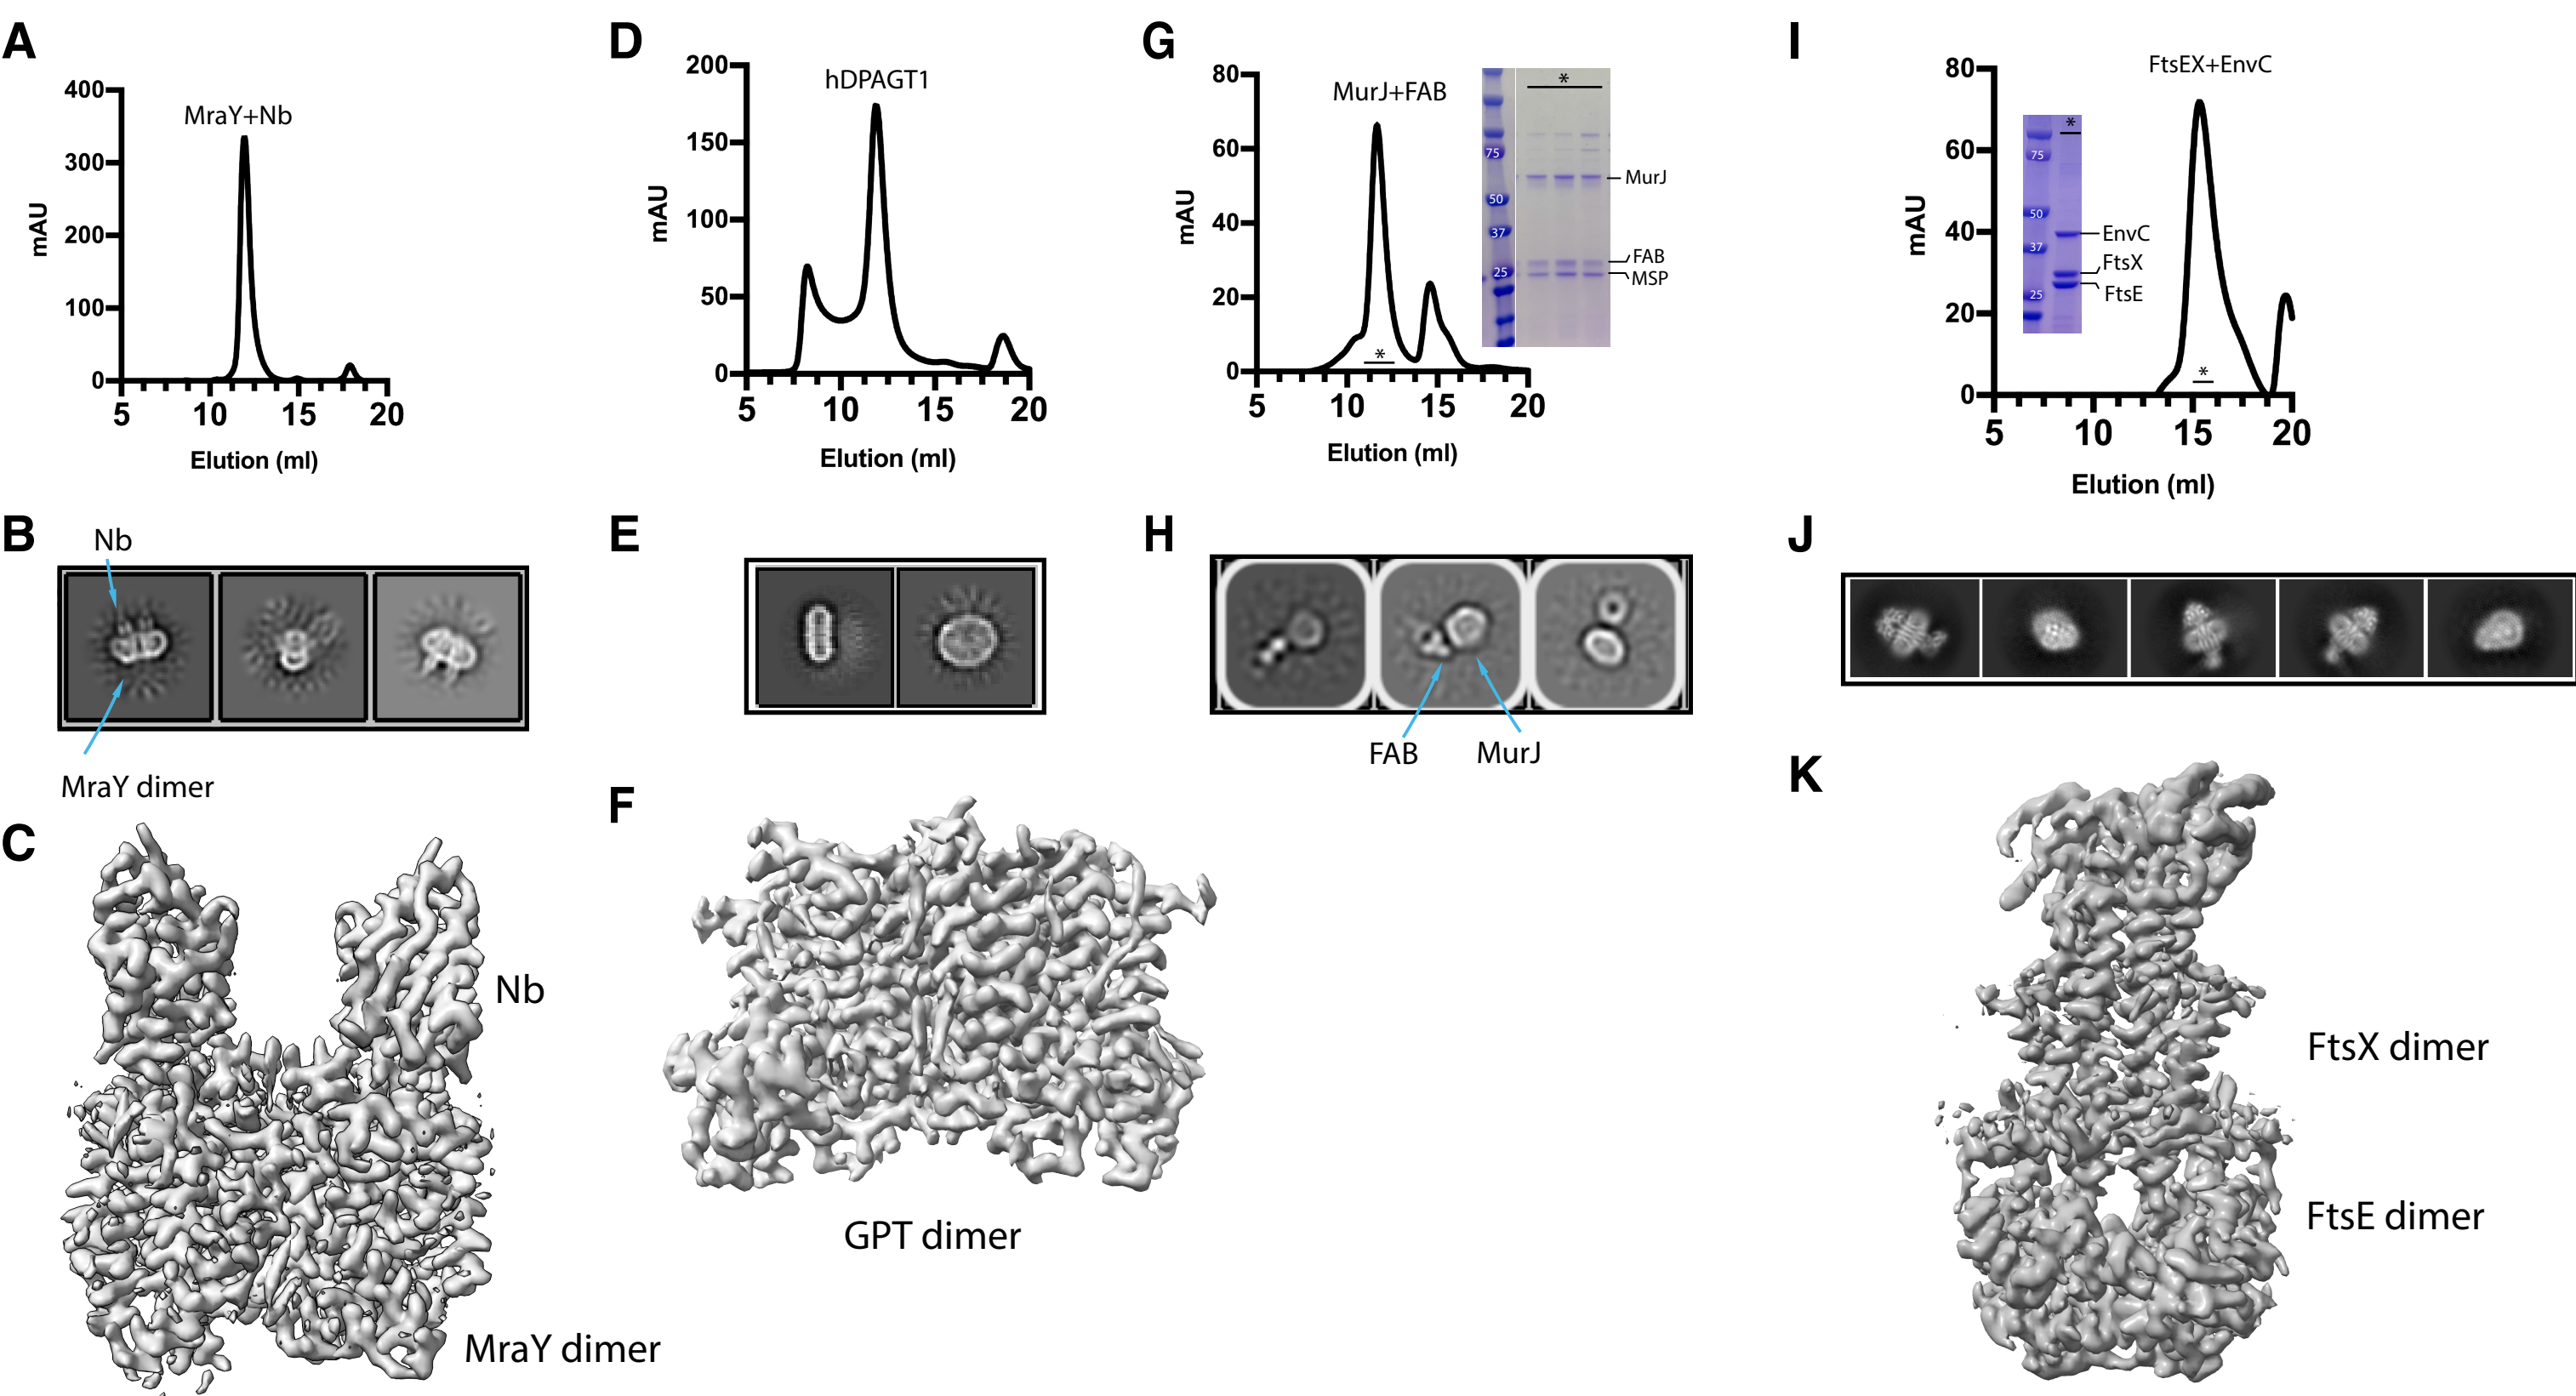 A
400
300
200
100
0
mAU
MraY+Nb
5 10 15 20
Elution (ml)
D
200
150
100
50
0
mAU
hDPAGT1
5 10 15 20
Elution (ml)
G
80
60
40
20
0
mAU
MurJ+FAB
*
5 10 15 20
Elution (ml)
*
75
50
37
25
MurJ
FAB
MSP
I
80
60
40
20
0
mAU
FtsEX+EnvC
*
75
50
37
25
EnvC
FtsX
FtsE
*
5 10 15 20
Elution (ml)
B
Nb
MraY dimer
E
H
FAB MurJ
J
C
Nb
MraY dimer
F
GPT dimer
K
FtsX dimer
FtsE dimer